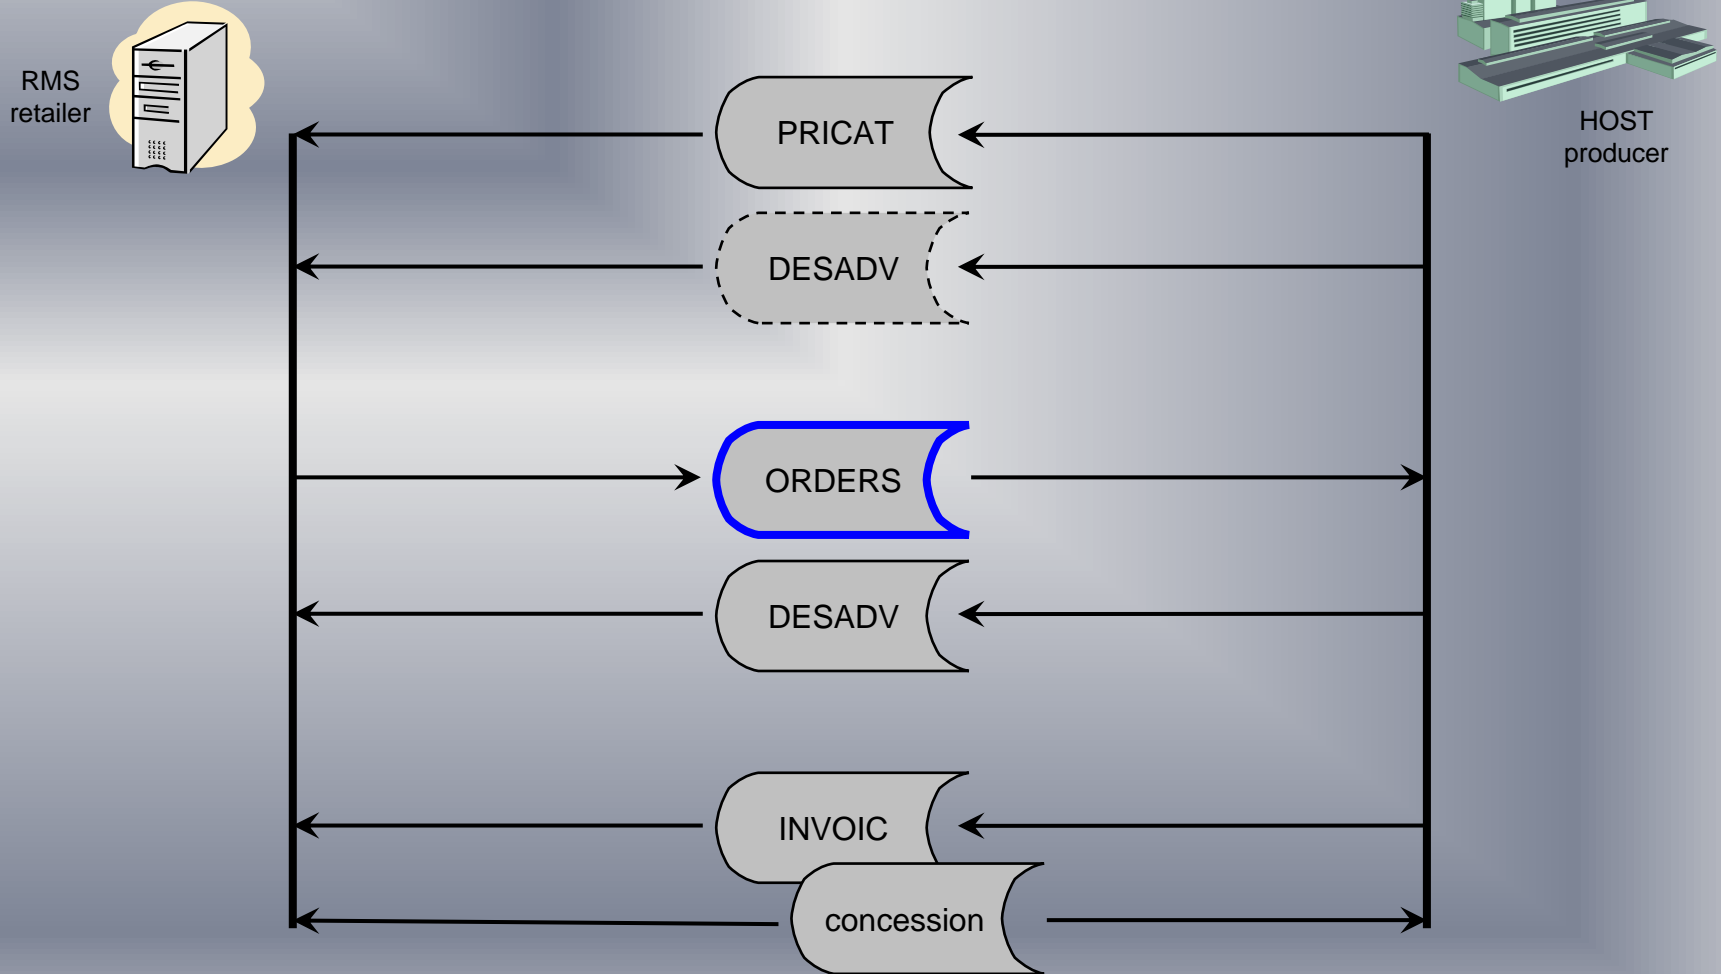 RMS
retailer
HOST
producer
PRICAT
DESADV
ORDERS
DESADV
INVOIC
concession